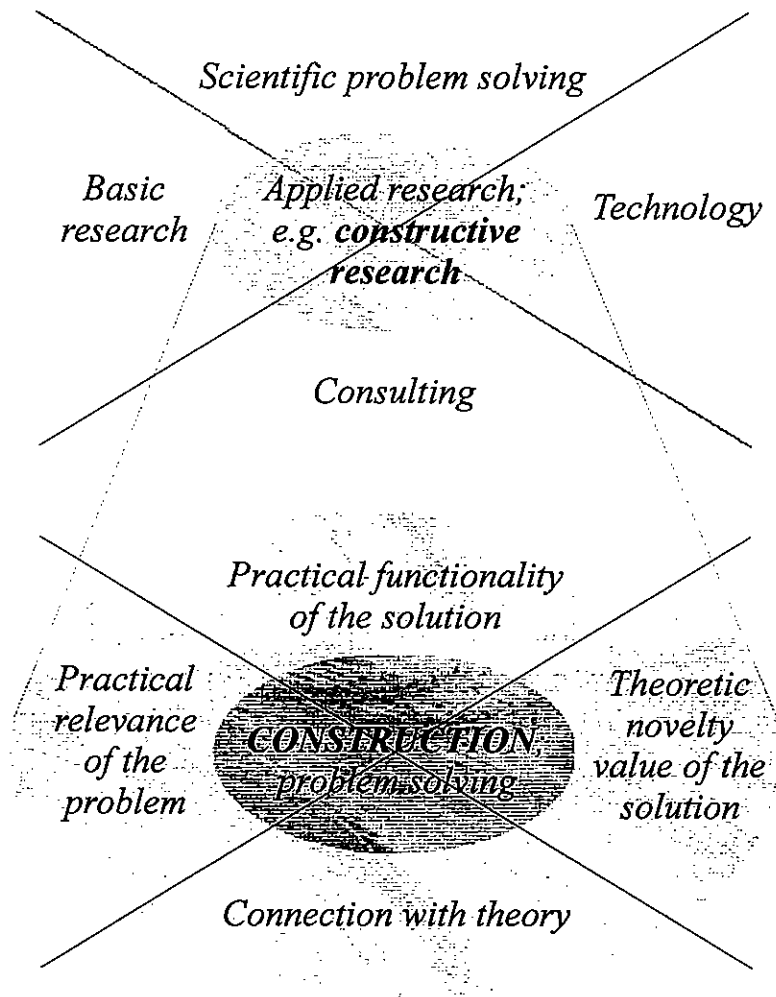 Scientific problem solving
Basic
research
Applied research;
e.g. constructive
research
Technology
Consulting
Practical functionality
of the solution
Practical
relevance
of the
problem
CONSTRUCTION,
problem solving
Theoretic
novelty
value of the
solution
Connection with theory